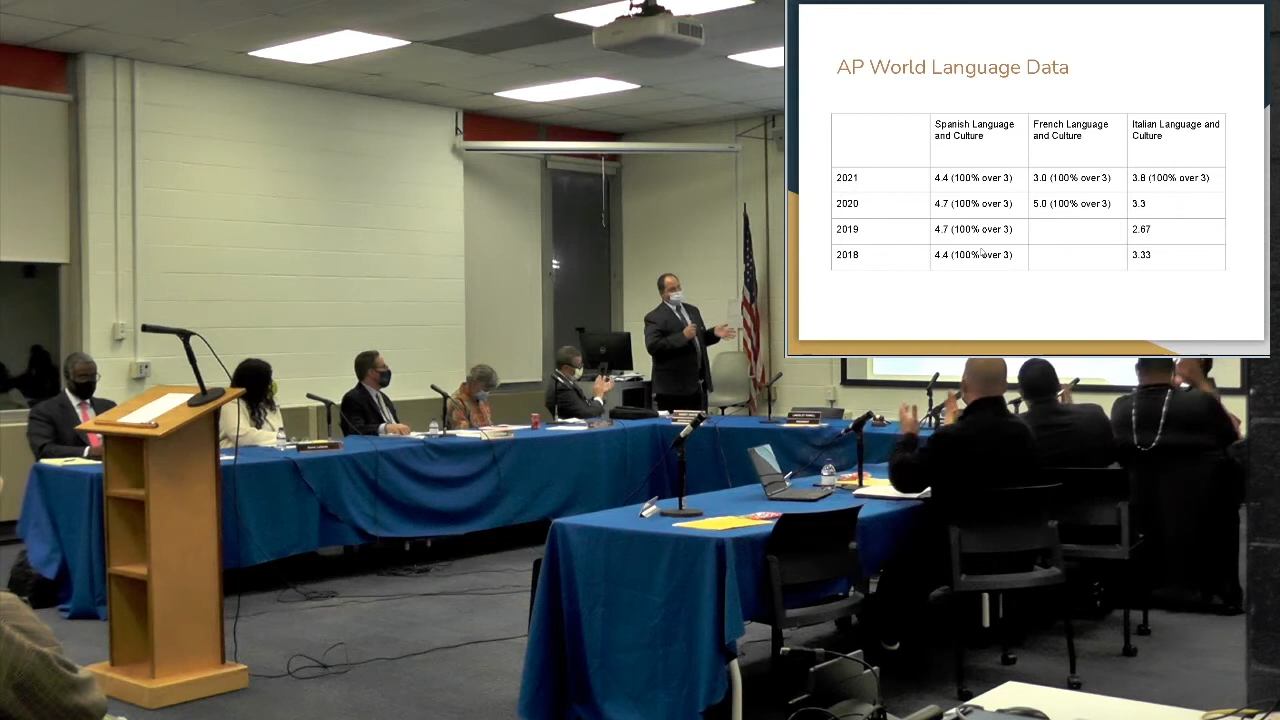 AP World Language Data
Spanish Language and Culture
French Language and Culture
Italian Language and Culture
2021 4.4 (100% over 3) 3.0 (100% over 3) 3.8 (100% over 3)
2020 4.7 (100% over 3) 5.0 (100% over 3) 3.3
2019 4.7 (100% over 3) 2.67
2018 4.4 (100% over 3) 3.33